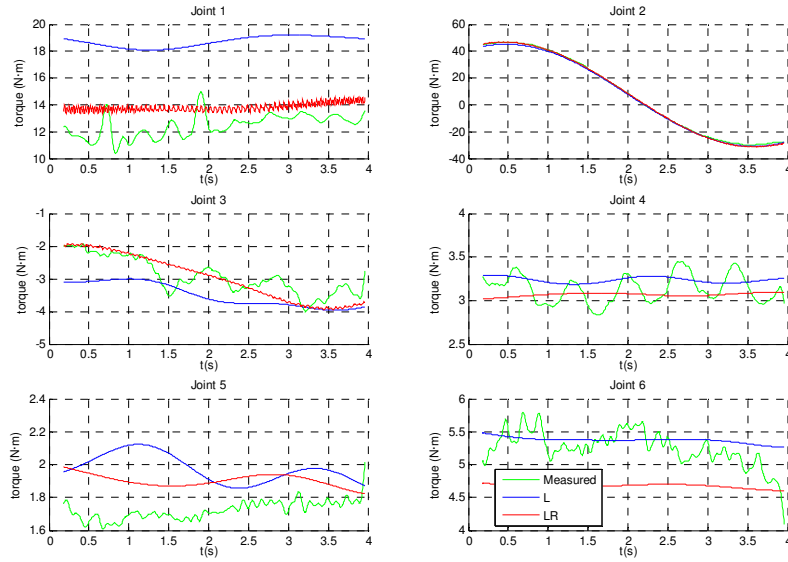 Joint 1
20
18
16
14
12
10
torque (N·m)
0 0.5 1 1.5 2 2.5 3 3.5 4
t(s)
Joint 2
60
40
20
0
-20
-40
torque (N·m)
0 0.5 1 1.5 2 2.5 3 3.5 4
t(s)
Joint 3
-1
-2
-3
-4
-5
torque (N·m)
0 0.5 1 1.5 2 2.5 3 3.5 4
t(s)
Joint 4
4
3.5
3
2.5
torque (N·m)
0 0.5 1 1.5 2 2.5 3 3.5 4
t(s)
Joint 5
2.4
2.2
2
1.8
1.6
torque (N·m)
0 0.5 1 1.5 2 2.5 3 3.5 4
t(s)
Joint 6
6
5.5
5
4.5
4
torque (N·m)
0 0.5 1 1.5 2 2.5 3 3.5 4
t(s)
Measured
L
LR